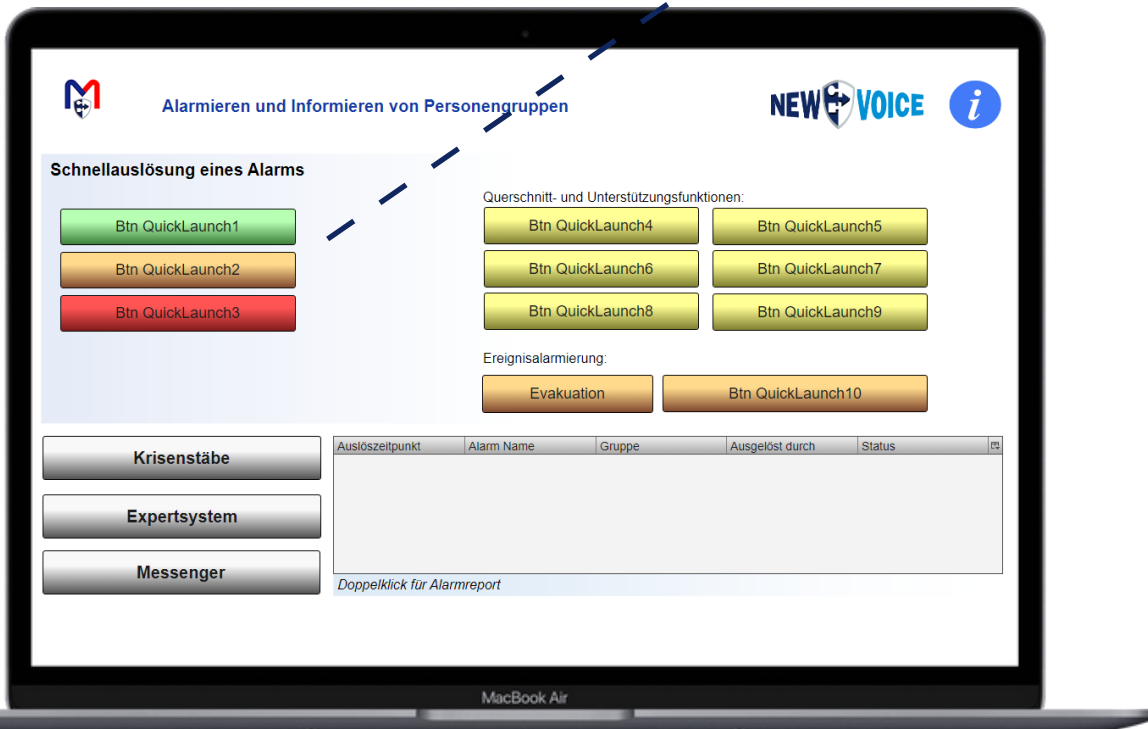 Alarmieren und Informieren von Personengruppen
NEW VOICE
i
Schnellauslösung eines Alarms
Btn QuickLaunch1
Btn QuickLaunch2
Btn QuickLaunch3
Querschnitt- und Unterstützungsfunktionen:
Btn QuickLaunch4
Btn QuickLaunch5
Btn QuickLaunch6
Btn QuickLaunch7
Btn QuickLaunch8
Btn QuickLaunch9
Ereignisalarmierung:
Evakuation
Btn QuickLaunch10
Krisenstäbe
Expertsystem
Messenger
Auslöszeitpunkt Alarm Name Gruppe Ausgelöst durch Status
Doppelklick für Alarmreport
MacBook Air